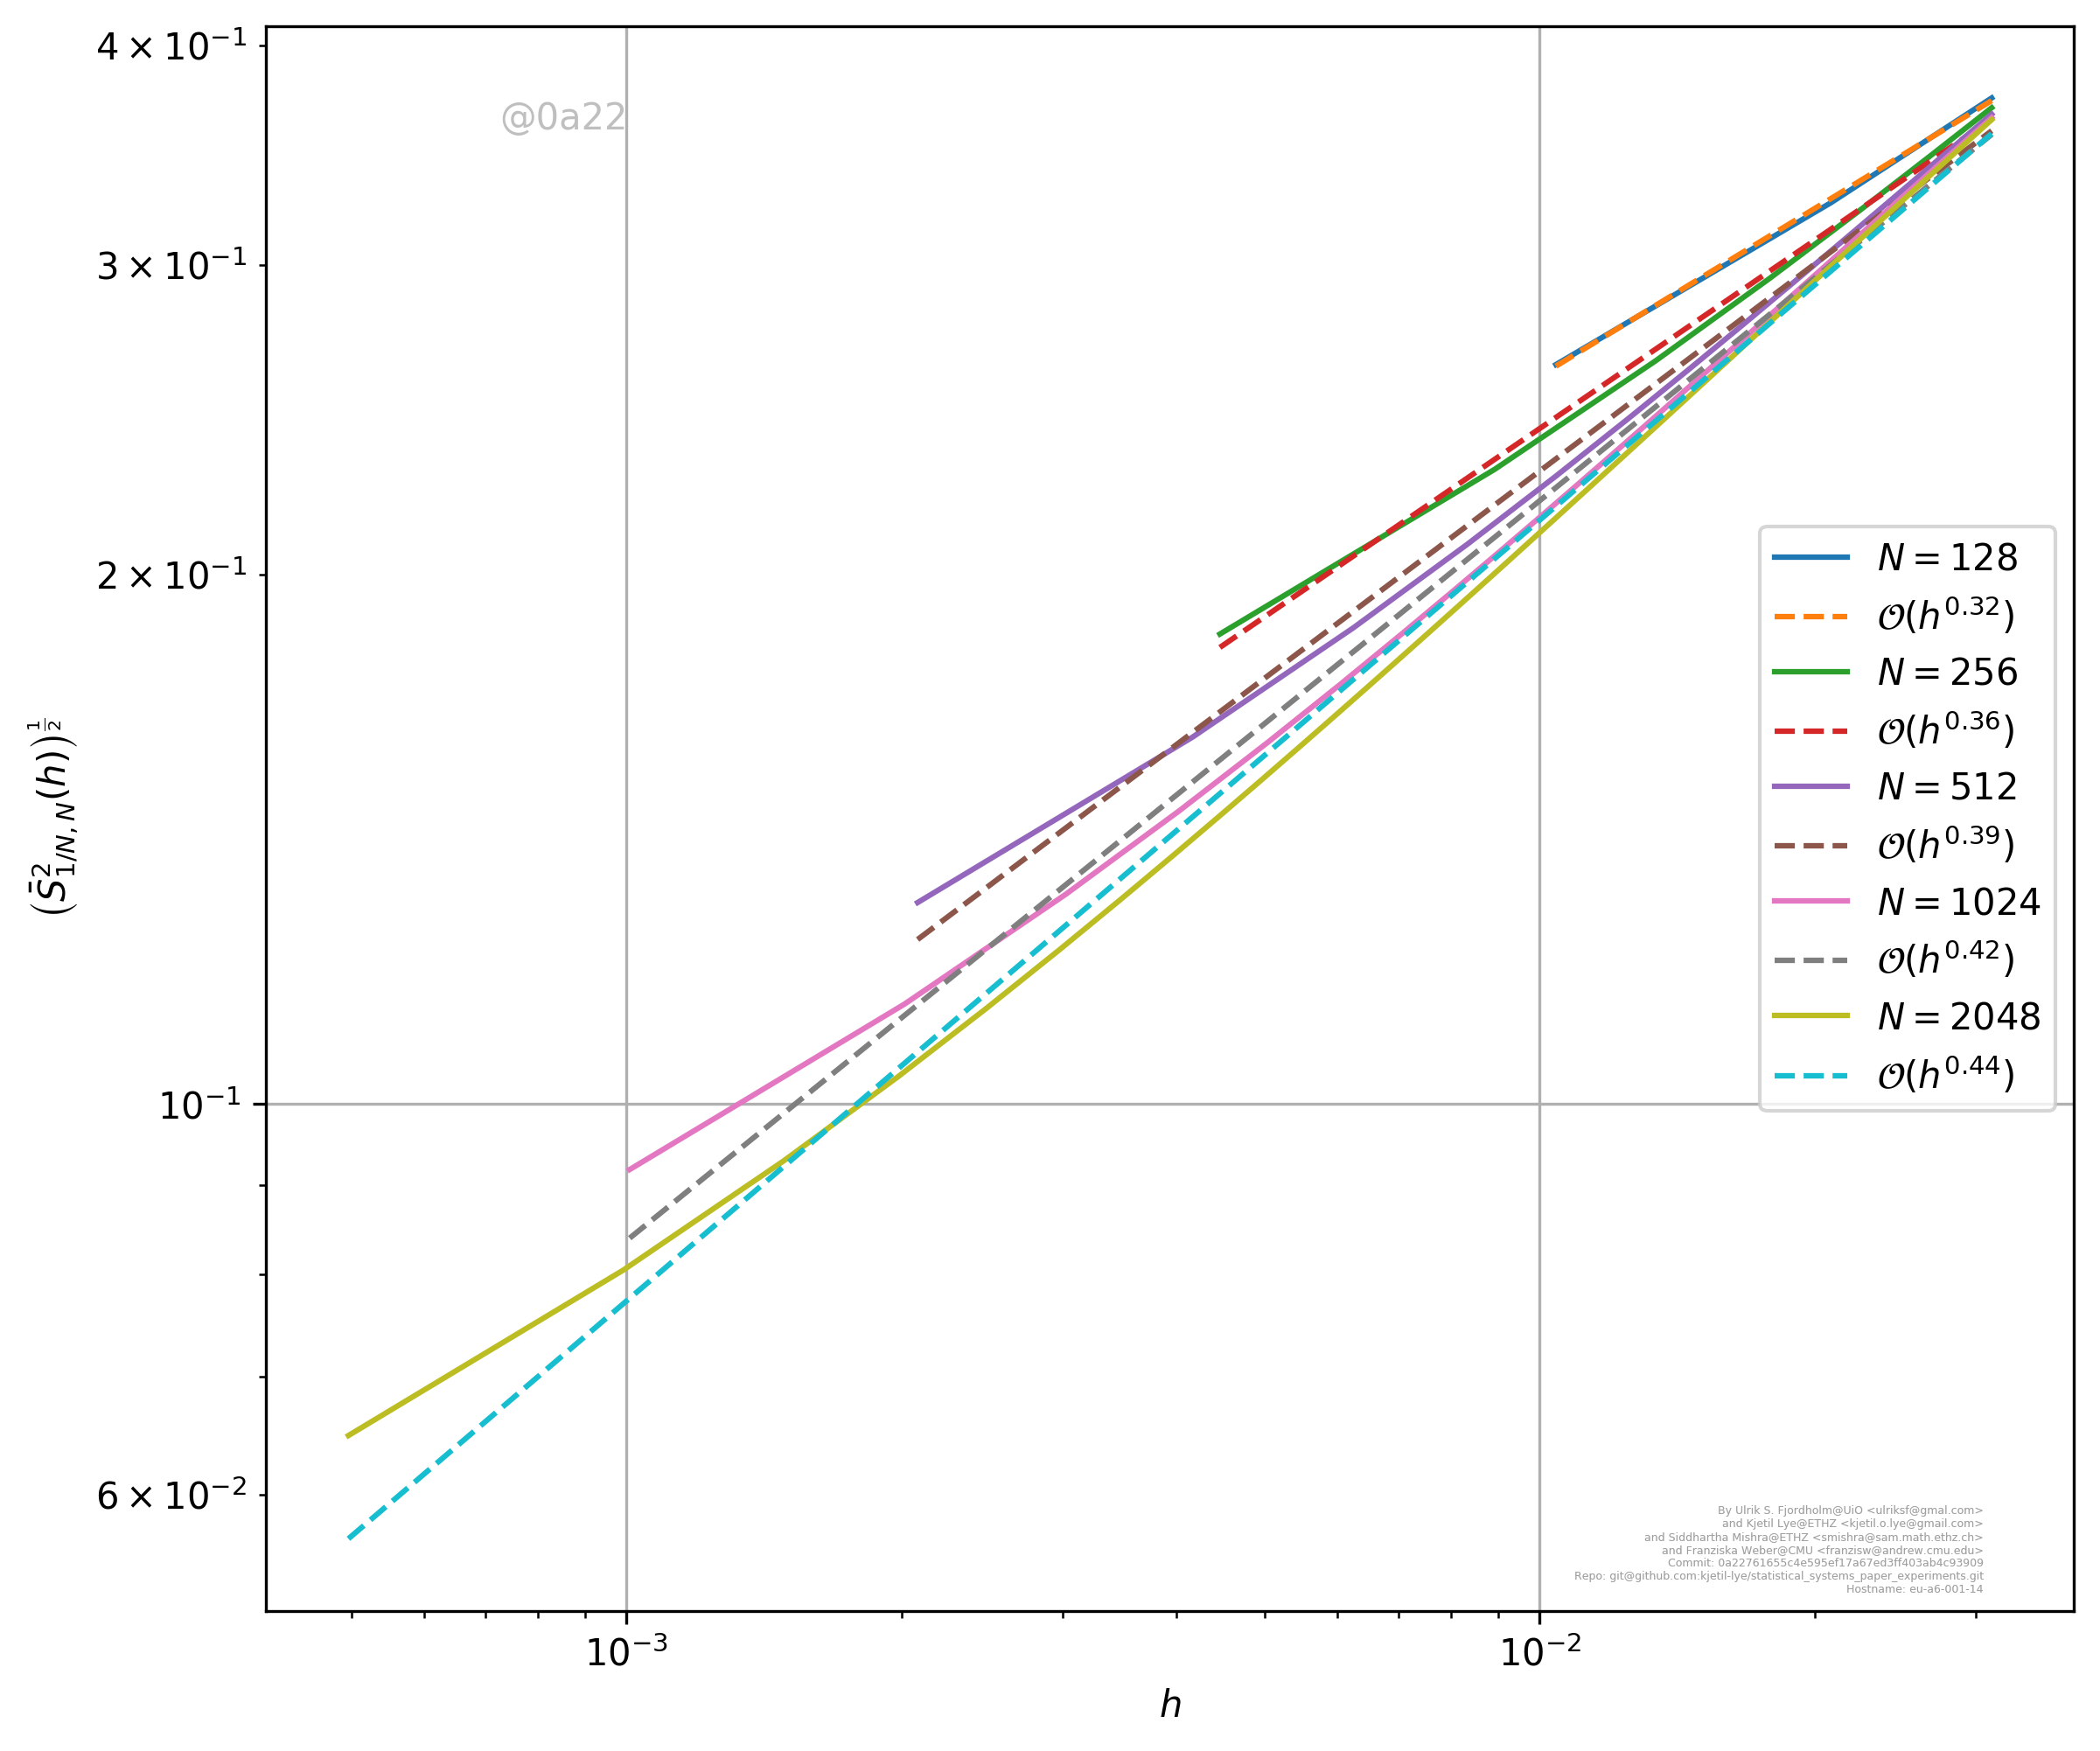 4 × 10⁻¹
@0a22
3 × 10⁻¹
2 × 10⁻¹
10⁻¹
6 × 10⁻²
(S̄²₁/N, N(h))^½
N = 128
𝒪(h^0.32)
N = 256
𝒪(h^0.36)
N = 512
𝒪(h^0.39)
N = 1024
𝒪(h^0.42)
N = 2048
𝒪(h^0.44)
By Ulrik S. Fjordholm@UiO <ulriksf@gmal.com>
and Kjetil Lye@ETHZ <kjetil.o.lye@gmail.com>
and Siddhartha Mishra@ETHZ <smishra@sam.math.ethz.ch>
and Franziska Weber@CMU <franzisw@andrew.cmu.edu>
Commit: 0a22761655c4e595ef17a67ed3ff403ab4c93909
Repo: git@github.com:kjetil-lye/statistical_systems_paper_experiments.git
Hostname: eu-a6-001-14
10⁻³
10⁻²
h